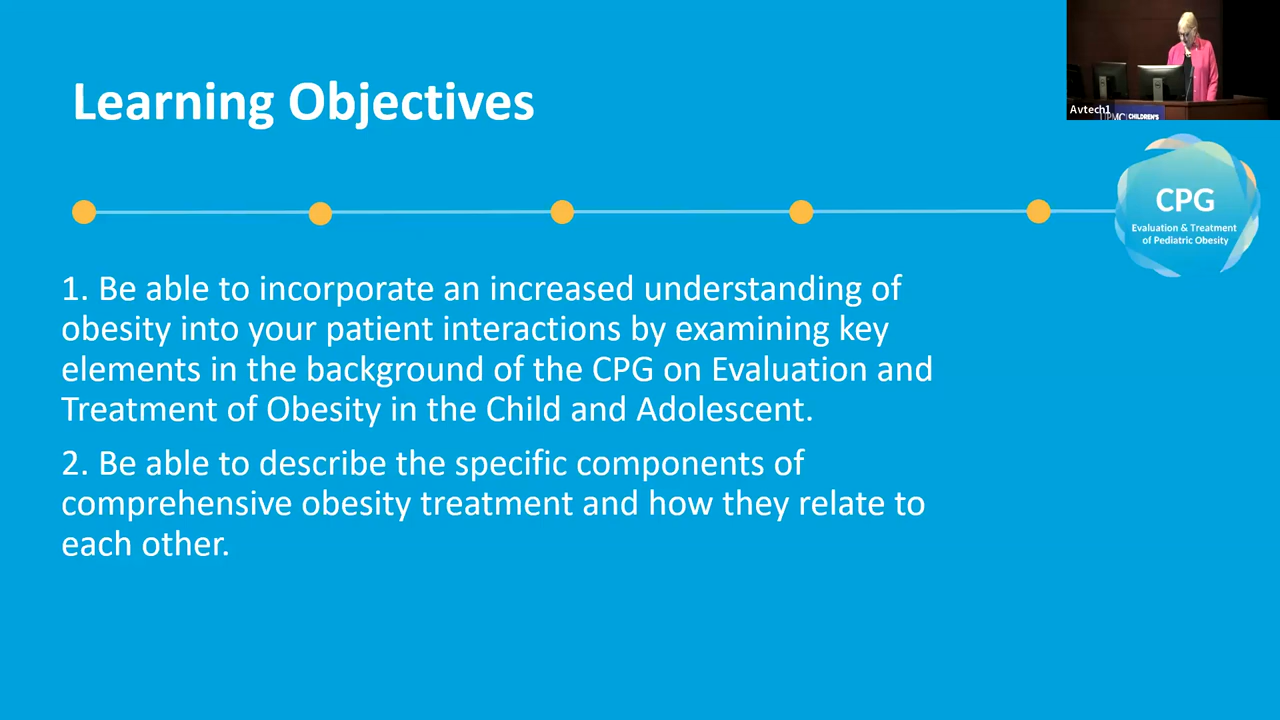 Learning Objectives
Avtech1
UPMC CHILDREN'S
CPG
Evaluation & Treatment
of Pediatric Obesity
1. Be able to incorporate an increased understanding of
obesity into your patient interactions by examining key
elements in the background of the CPG on Evaluation and
Treatment of Obesity in the Child and Adolescent.
2. Be able to describe the specific components of
comprehensive obesity treatment and how they relate to
each other.